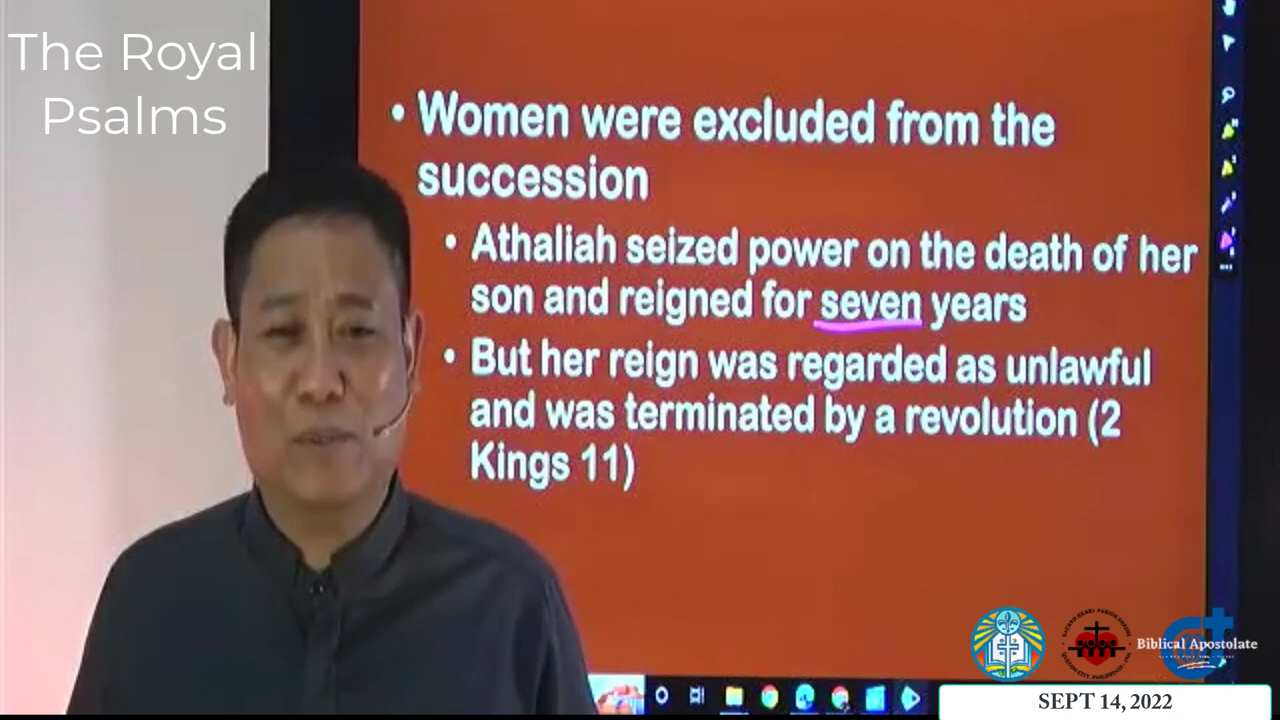 The Royal
Psalms
• Women were excluded from the
succession
• Athaliah seized power on the death of her
son and reigned for seven years
• But her reign was regarded as unlawful
and was terminated by a revolution (2
Kings 11)
Biblical Apostolate
SEPT 14, 2022